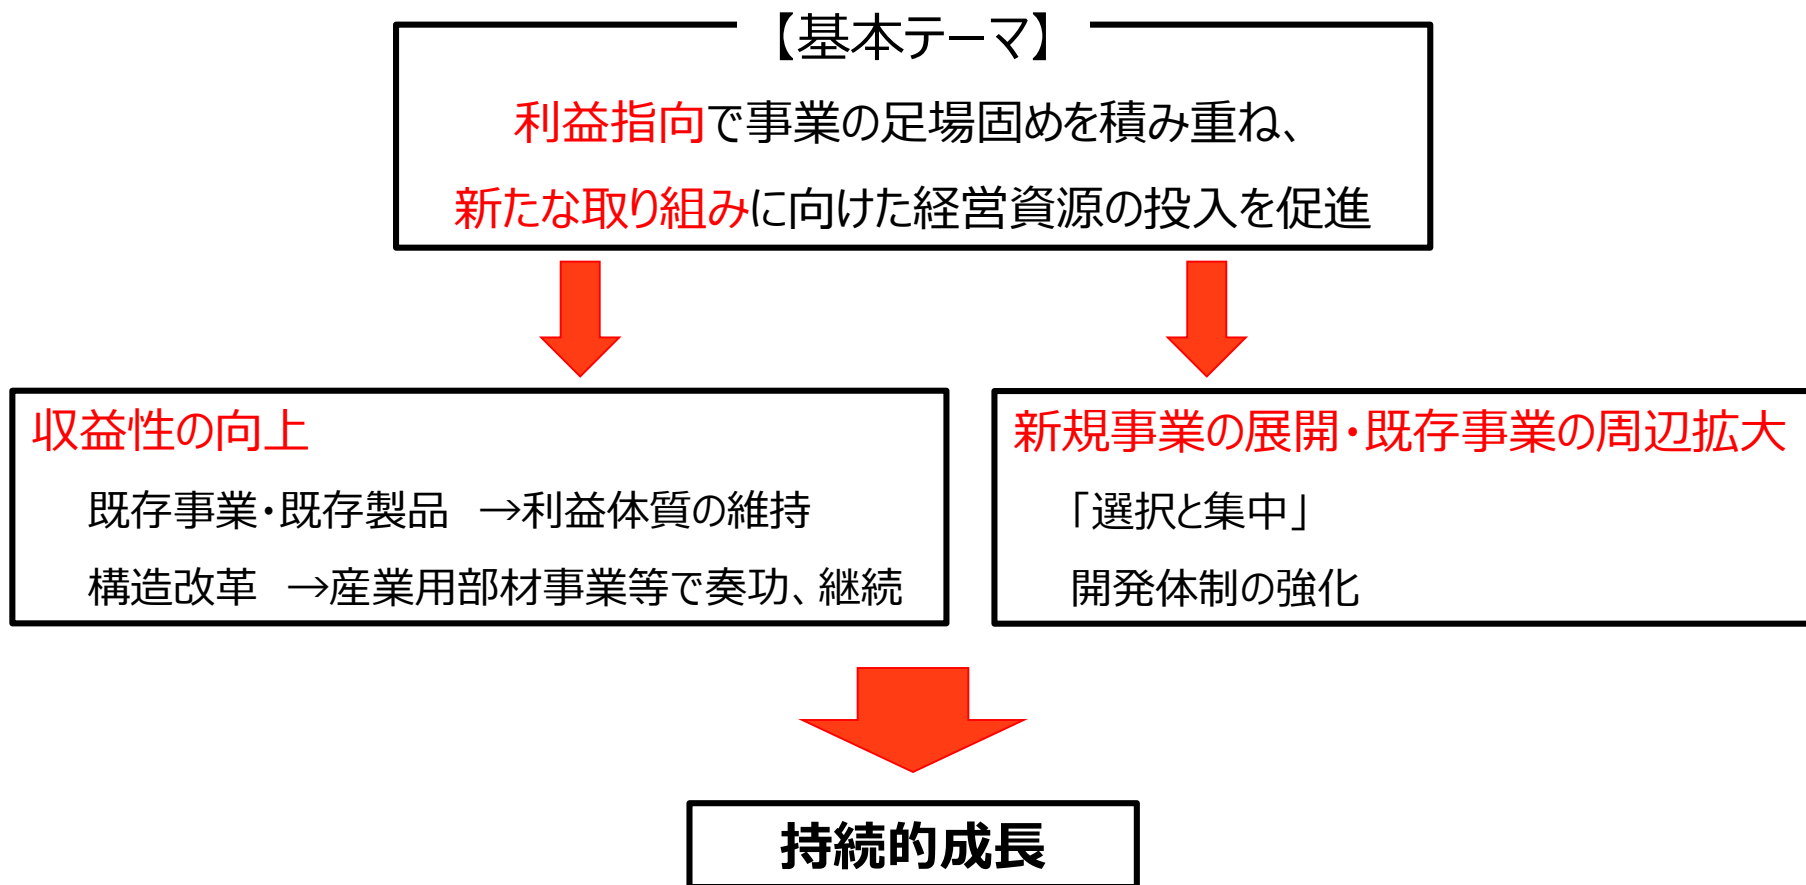 【基本テーマ】
利益指向で事業の足場固めを積み重ね、
新たな取り組みに向けた経営資源の投入を促進
収益性の向上
既存事業・既存製品　→利益体質の維持
構造改革　→産業用部材事業等で奏功、継続
新規事業の展開・既存事業の周辺拡大
「選択と集中」
開発体制の強化
持続的成長